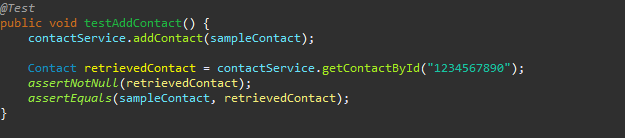 @Test
public void testAddContact() {
    contactService.addContact(sampleContact);

    Contact retrievedContact = contactService.getContactById("1234567890");
    assertNotNull(retrievedContact);
    assertEquals(sampleContact, retrievedContact);
}